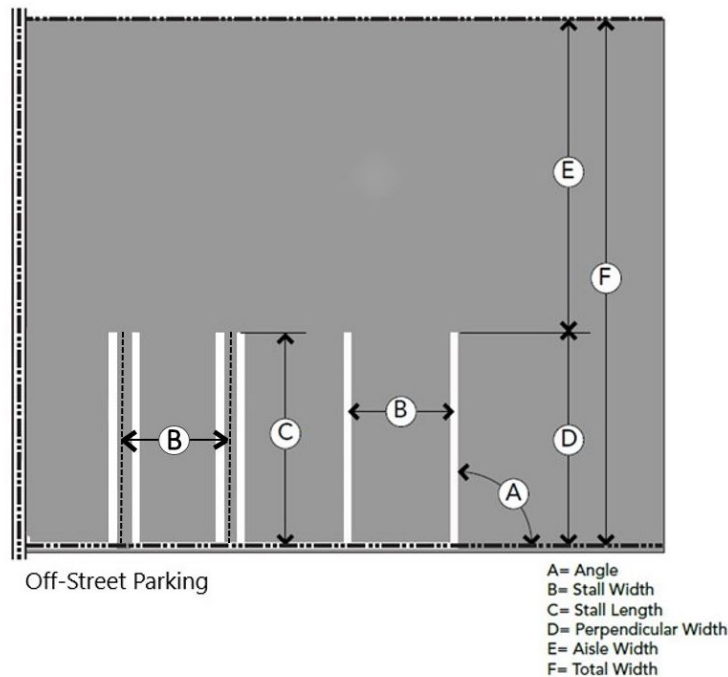 E
F
B
B
C
D
A
Off-Street Parking
A= Angle
B= Stall Width
C= Stall Length
D= Perpendicular Width
E= Aisle Width
F= Total Width